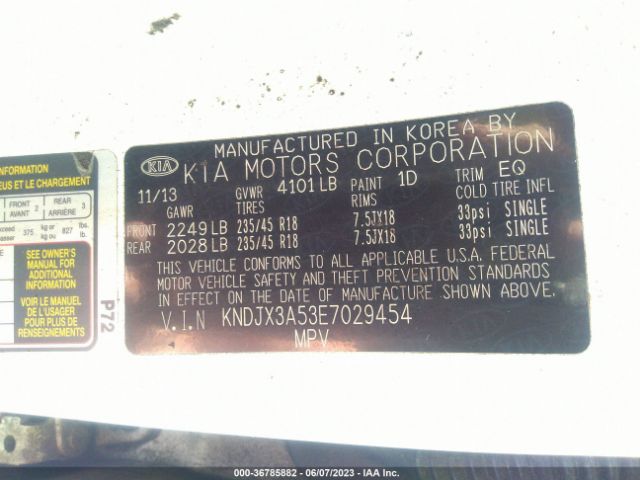 INFORMATION
EUS ET LE CHARGEMENT
FRONT 2 REAR 3
AVANT ARRIÈRE
exceed 375 kg or 827 lbs.
asser kg ou lb.
SEE OWNER'S
MANUAL FOR
ADDITIONAL
INFORMATION
VOIR LE MANUEL
DE L'USAGER
POUR PLUS DE
RENSEIGNEMENTS
P72
MANUFACTURED IN KOREA BY
KIA KIA MOTORS CORPORATION
11/13 GVWR 4101 LB PAINT 1D TRIM EQ
GAWR TIRES RIMS COLD TIRE INFL
FRONT 2249 LB 235/45 R18 7.5JX18 33psi SINGLE
REAR 2028 LB 235/45 R18 7.5JX18 33psi SINGLE
THIS VEHICLE CONFORMS TO ALL APPLICABLE U.S.A. FEDERAL
MOTOR VEHICLE SAFETY AND THEFT PREVENTION STANDARDS
IN EFFECT ON THE DATE OF MANUFACTURE SHOWN ABOVE.
V.I.N KNDJX3A53E7029454
MPV
000-36785882 - 06/07/2023 - IAA Inc.